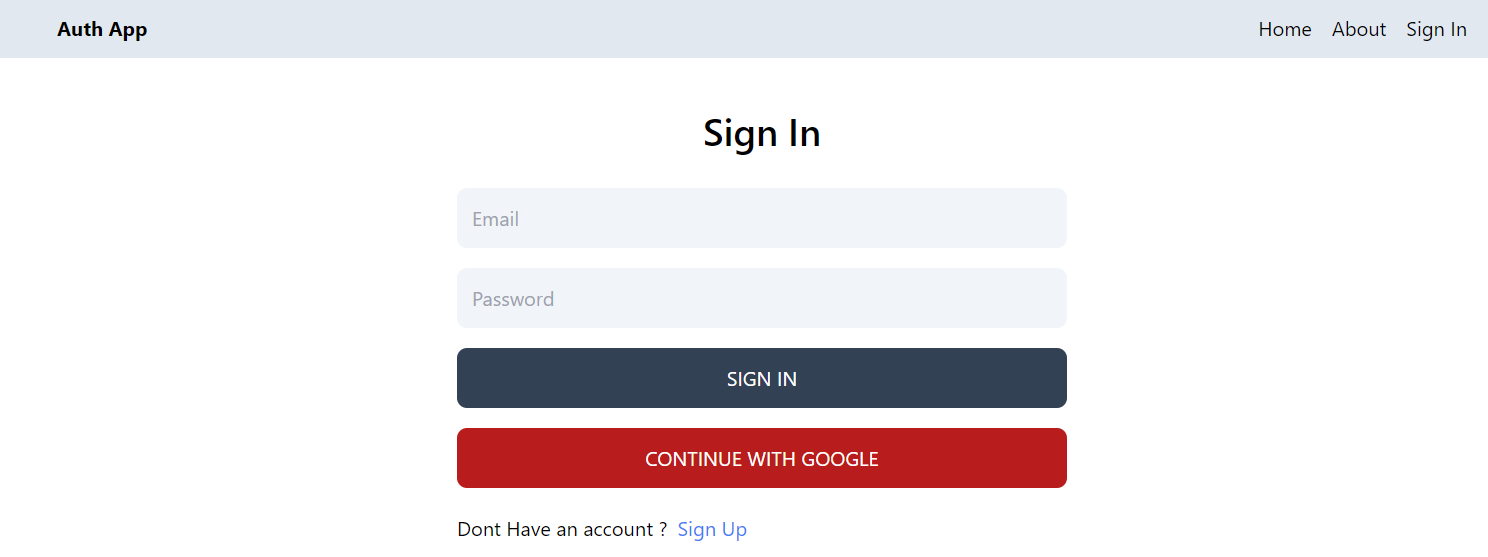 Auth App
Home About Sign In
Sign In
Email
Password
SIGN IN
CONTINUE WITH GOOGLE
Dont Have an account ? Sign Up